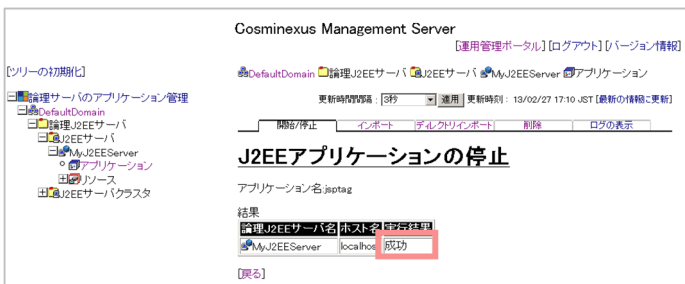 Cosminexus Management Server
[運用管理ポータル] [ログアウト] [バージョン情報]
[ツリーの初期化]
DefaultDomain 論理J2EEサーバ J2EEサーバ MyJ2EEServer アプリケーション
論理サーバのアプリケーション管理
DefaultDomain
論理J2EEサーバ
J2EEサーバ
MyJ2EEServer
アプリケーション
リソース
J2EEサーバクラスタ
更新時間間隔 : 3秒 適用 更新時刻 : 13/02/27 17:10 JST [最新の情報に更新]
開始/停止 インポート ディレクトリインポート 削除 ログの表示
J2EEアプリケーションの停止
アプリケーション名:jsptag
結果
論理J2EEサーバ名 ホスト名 実行結果
MyJ2EEServer localhos 成功
[戻る]